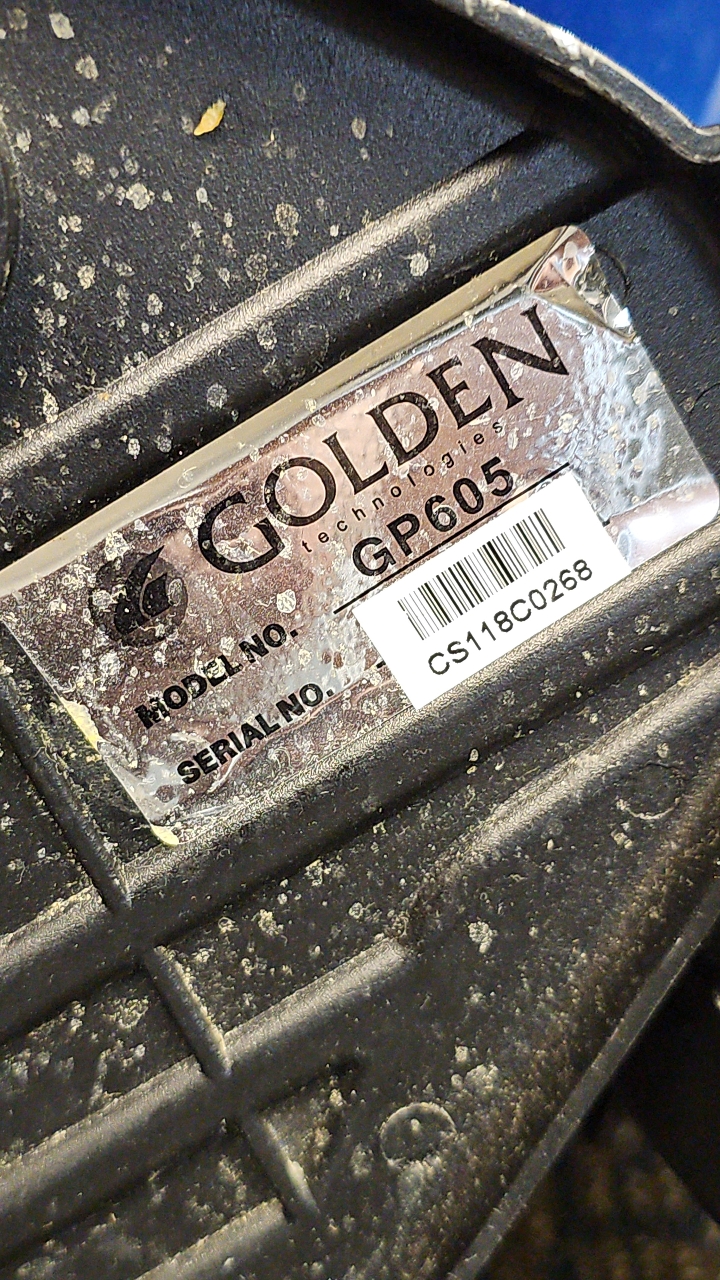 GOLDEN
technologies
MODEL NO. GP605
SERIAL NO. CS118C0268